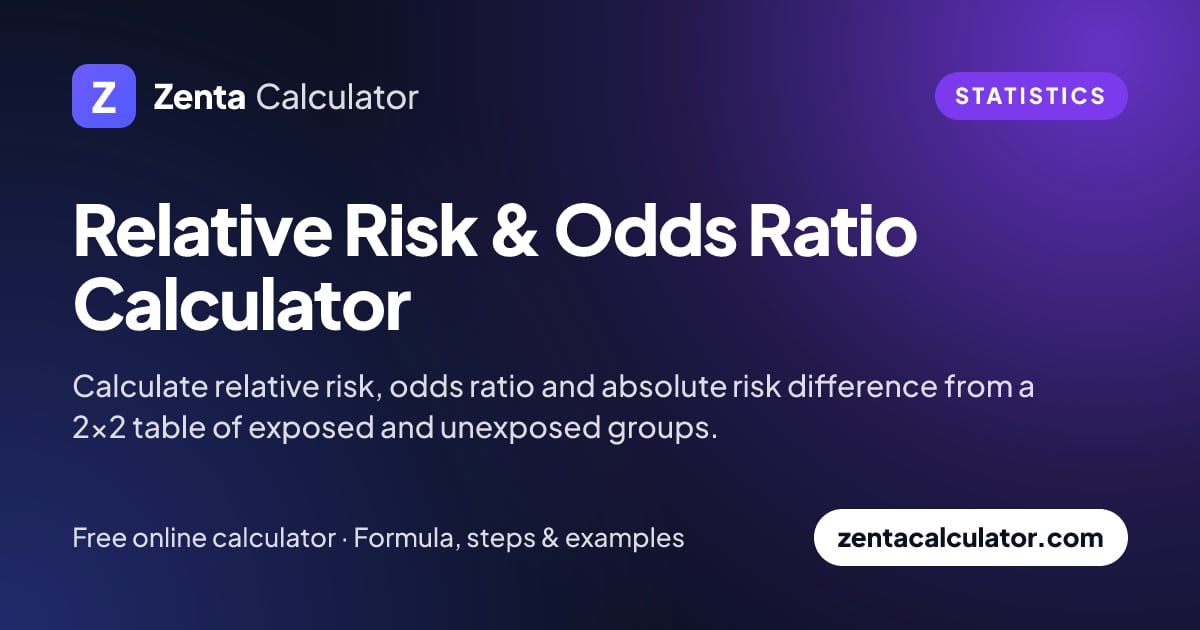 Z Zenta Calculator
STATISTICS
Relative Risk & Odds Ratio
Calculator
Calculate relative risk, odds ratio and absolute risk difference from a
2×2 table of exposed and unexposed groups.
Free online calculator · Formula, steps & examples
zentacalculator.com